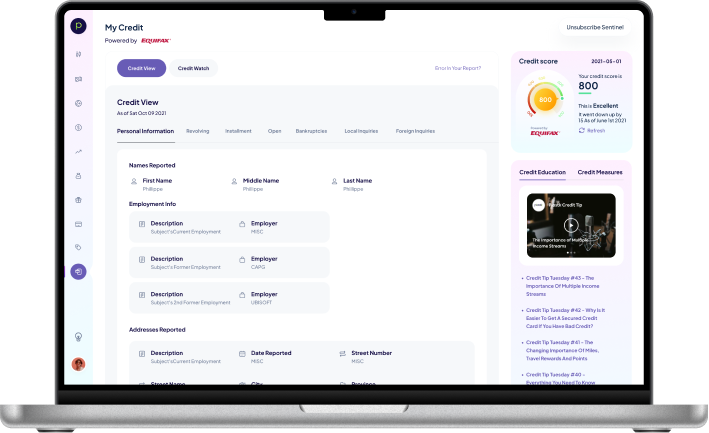 My Credit
Unsubscribe Sentinel
Powered by EQUIFAX
Credit View
Credit Watch
Error In Your Report?
Credit View
As of Sat Oct 09 2021
Personal Information
Revolving
Installment
Open
Bankruptcies
Local Inquiries
Foreign Inquiries
Names Reported
First Name
Philippe
Middle Name
Phillippe
Last Name
Phillippe
Employment Info
Description
Subject'sCurrent Employment
Employer
MISC
Description
Subject's Former Employment
Employer
CAPG
Description
Subject's 2nd Former Employment
Employer
UBISOFT
Addresses Reported
Description
Subject'sCurrent Employment
Date Reported
MISC
Street Number
MISC
Street Name
City
Province
Credit score
2021-05-01
800
Powered by
EQUIFAX
Your credit score is
800
This is Excellent
It went down up by
15 As of June 1st 2021
Refresh
Credit Education
Credit Measures
Credit Tip
The Importance of Multiple
Income Streams
Credit Tip Tuesday #43 - The
Importance Of Multiple Income
Streams
Credit Tip Tuesday #42 - Why Is It
Easier To Get A Secured Credit
Card If You Have Bad Credit?
Credit Tip Tuesday #41 - The
Changing Importance Of Miles,
Travel Rewards And Points
Credit Tip Tuesday #40 -
Everything You Need To Know